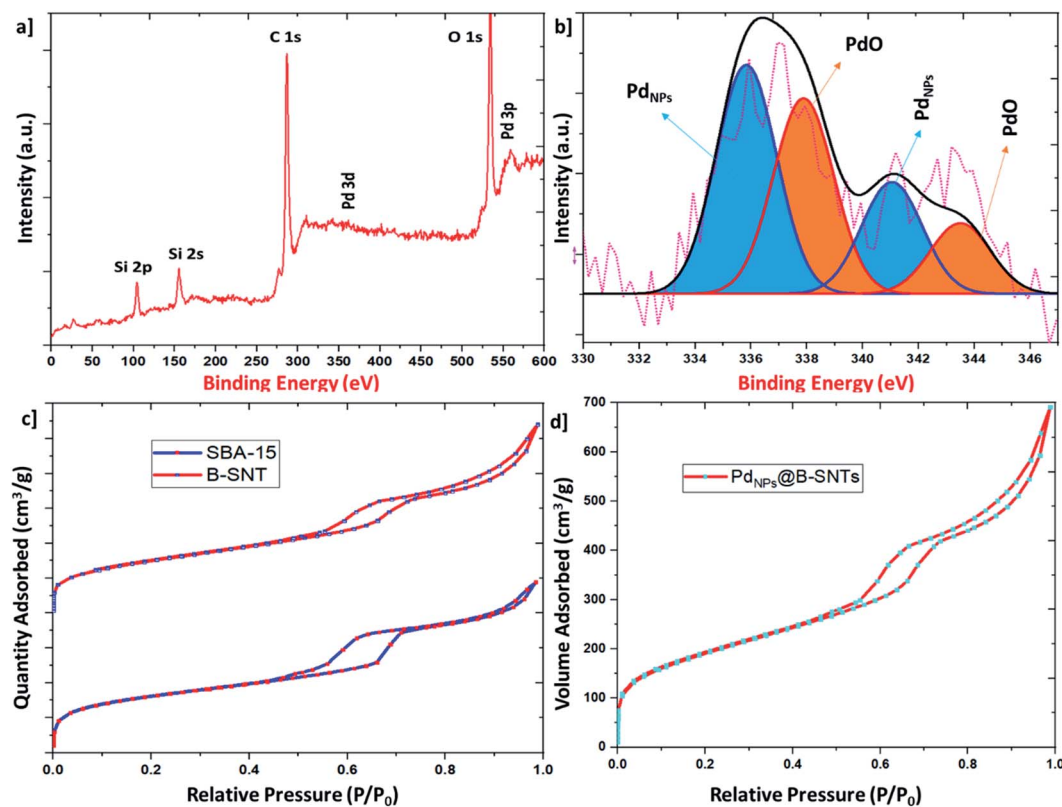 a]
C 1s
O 1s
Pd 3p
Pd 3d
Si 2s
Si 2p
Intensity (a.u.)
0 50 100 150 200 250 300 350 400 450 500 550 600
Binding Energy (eV)
b]
PdO
PdNPs
PdNPs
PdO
Intensity (a.u.)
330 332 334 336 338 340 342 344 346
Binding Energy (eV)
c]
SBA-15
B-SNT
Quantity Adsorbed (cm³/g)
0.0 0.2 0.4 0.6 0.8 1.0
Relative Pressure (P/P₀)
d]
PdNPs@B-SNTs
Volume Adsorbed (cm³/g)
700
600
500
400
300
200
100
0
0.0 0.2 0.4 0.6 0.8 1.0
Relative Pressure (P/P₀)